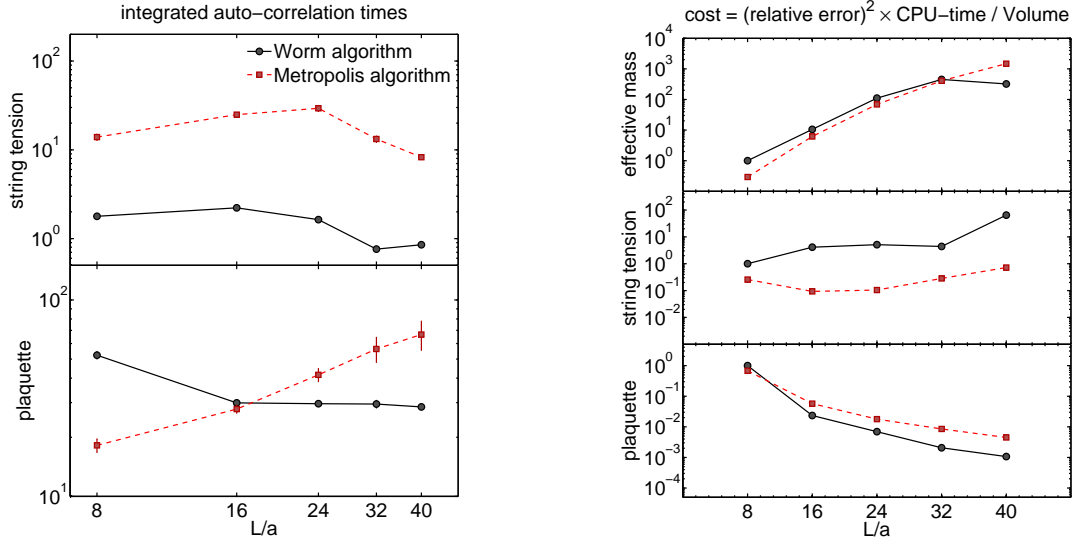 integrated auto-correlation times
10²
10¹
10⁰
string tension
Worm algorithm
Metropolis algorithm
10²
10¹
plaquette
8 16 24 32 40
L/a
cost = (relative error)² × CPU-time / Volume
10⁴
10³
10²
10¹
10⁰
effective mass
10²
10¹
10⁰
10⁻¹
10⁻²
string tension
10⁰
10⁻¹
10⁻²
10⁻³
10⁻⁴
plaquette
8 16 24 32 40
L/a